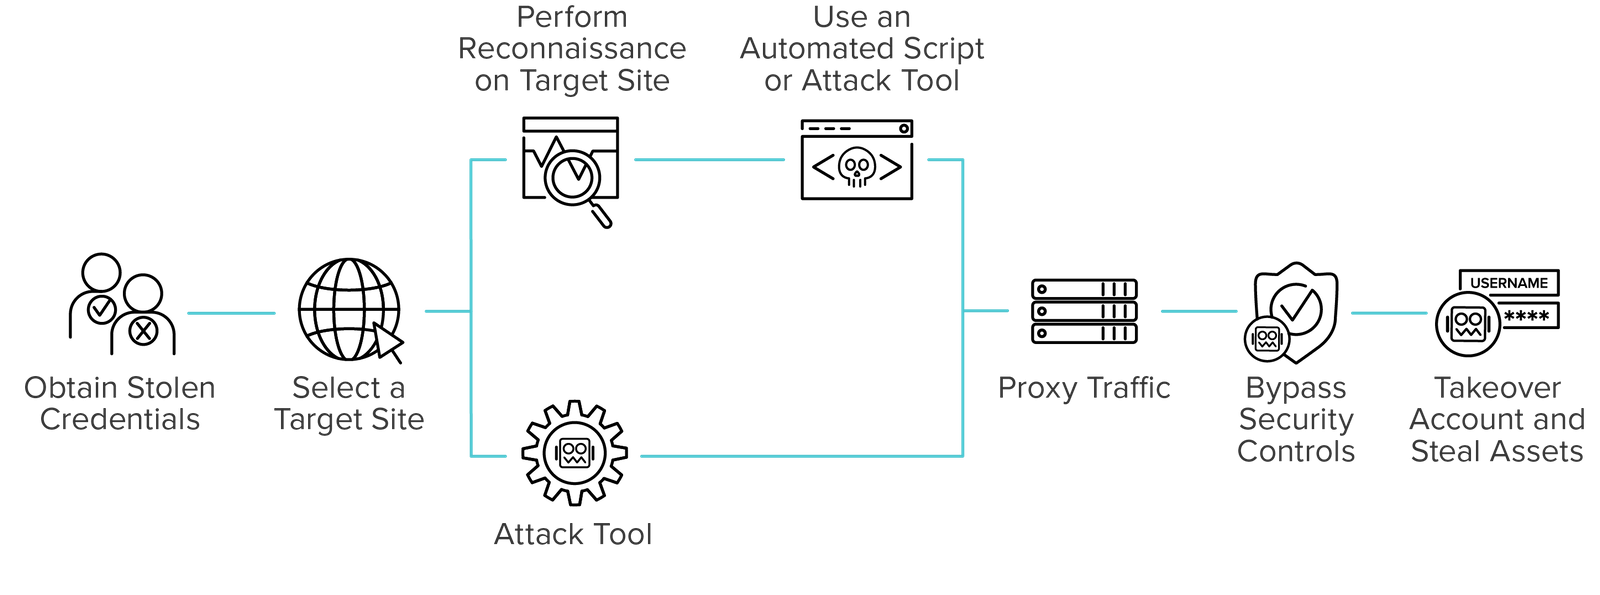 Perform
Reconnaissance
on Target Site
Use an
Automated Script
or Attack Tool
Obtain Stolen
Credentials
Select a
Target Site
Attack Tool
Proxy Traffic
Bypass
Security
Controls
USERNAME
****
Takeover
Account and
Steal Assets